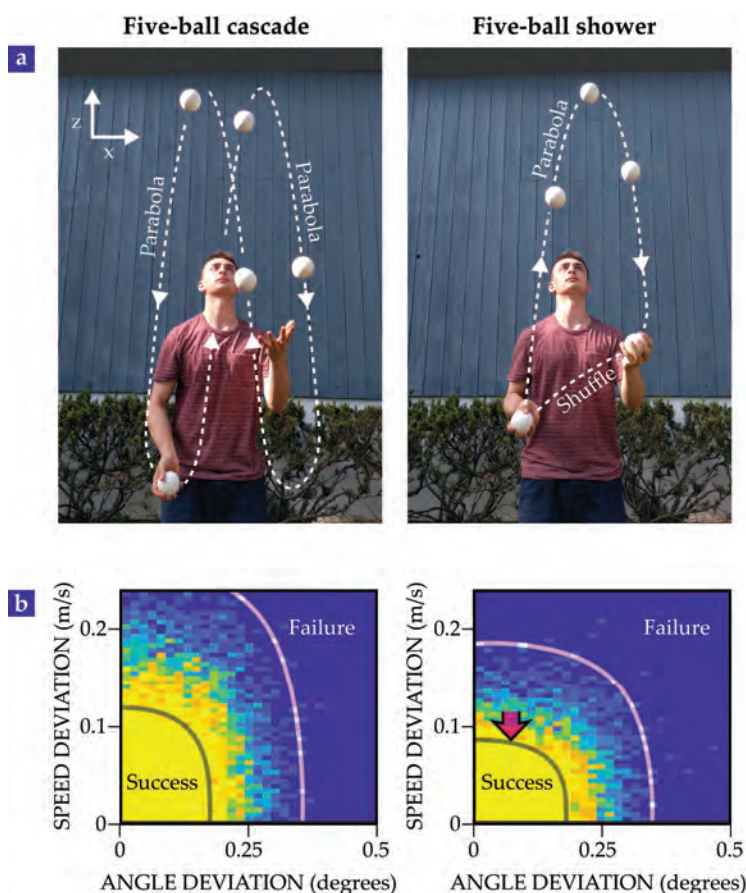 Five-ball cascade
Five-ball shower
a
z
x
Parabola
Parabola
Parabola
Shuffle
b
SPEED DEVIATION (m/s)
0.2
0.1
0
Failure
Success
0
0.25
0.5
ANGLE DEVIATION (degrees)
SPEED DEVIATION (m/s)
0.2
0.1
0
Failure
Success
0
0.25
0.5
ANGLE DEVIATION (degrees)